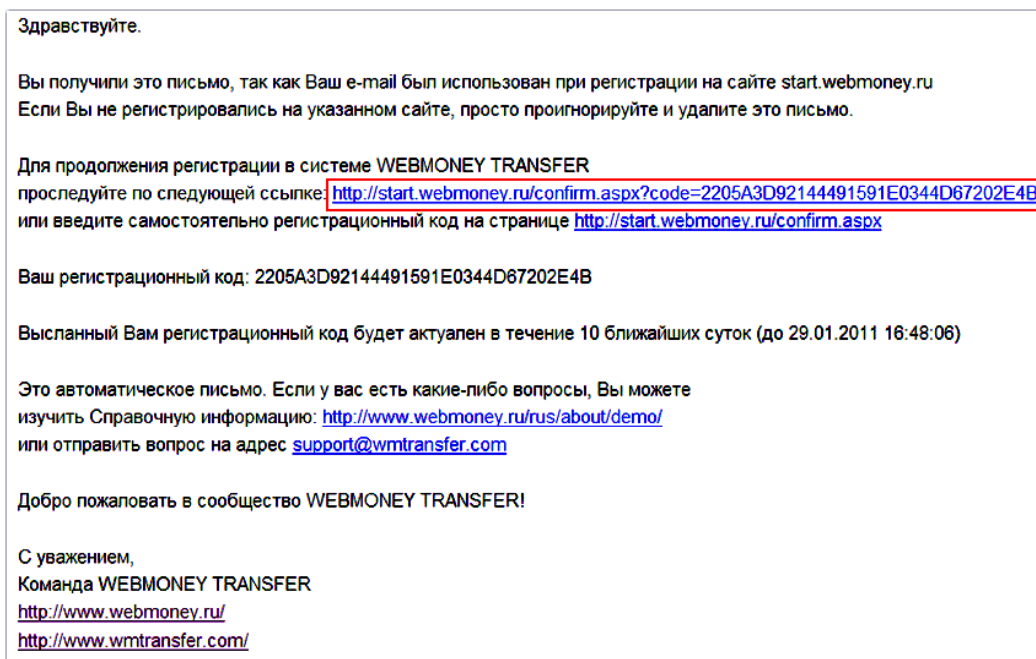 Здравствуйте.
Вы получили это письмо, так как Ваш e-mail был использован при регистрации на сайте start.webmoney.ru
Если Вы не регистрировались на указанном сайте, просто проигнорируйте и удалите это письмо.
Для продолжения регистрации в системе WEBMONEY TRANSFER
проследуйте по следующей ссылке: http://start.webmoney.ru/confirm.aspx?code=2205A3D92144491591E0344D67202E4B
или введите самостоятельно регистрационный код на странице http://start.webmoney.ru/confirm.aspx
Ваш регистрационный код: 2205A3D92144491591E0344D67202E4B
Высланный Вам регистрационный код будет актуален в течение 10 ближайших суток (до 29.01.2011 16:48:06)
Это автоматическое письмо. Если у вас есть какие-либо вопросы, Вы можете
изучить Справочную информацию: http://www.webmoney.ru/rus/about/demo/
или отправить вопрос на адрес support@wmtransfer.com
Добро пожаловать в сообщество WEBMONEY TRANSFER!
С уважением,
Команда WEBMONEY TRANSFER
http://www.webmoney.ru/
http://www.wmtransfer.com/